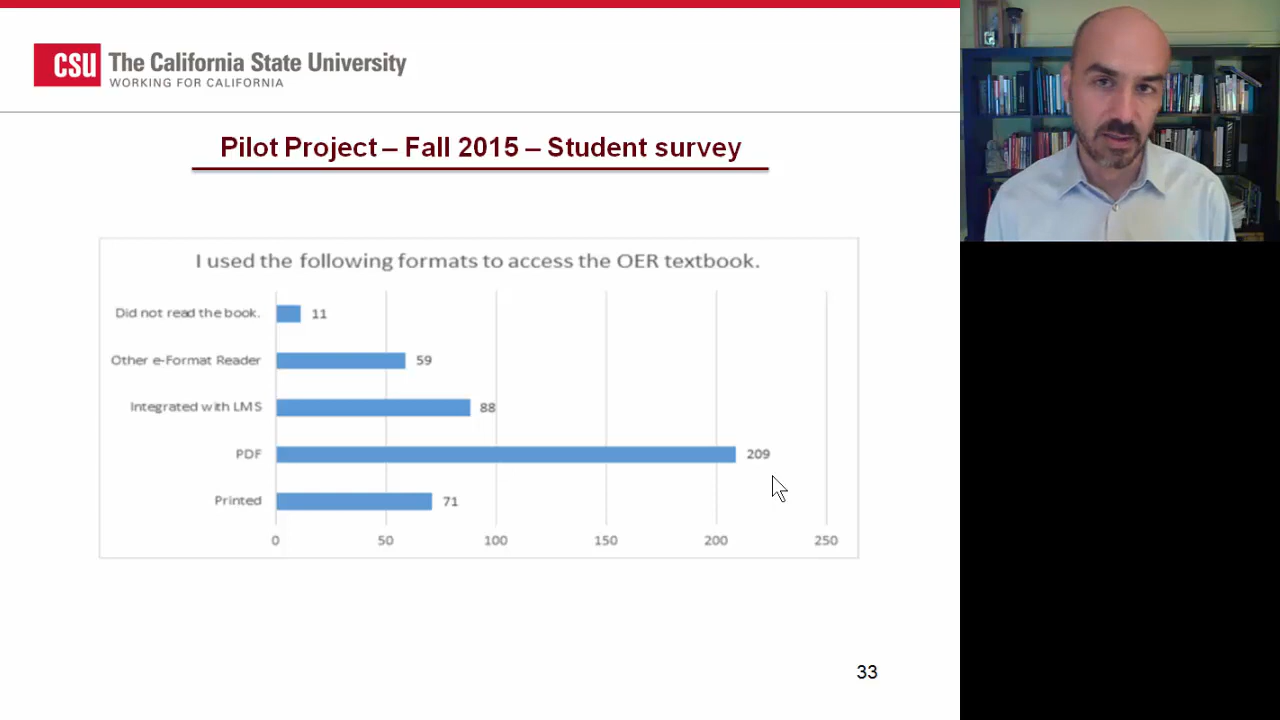 CSU The California State University
WORKING FOR CALIFORNIA
Pilot Project – Fall 2015 – Student survey
I used the following formats to access the OER textbook.
Did not read the book. 11
Other e-Format Reader 59
Integrated with LMS 88
PDF 209
Printed 71
0 50 100 150 200 250
33